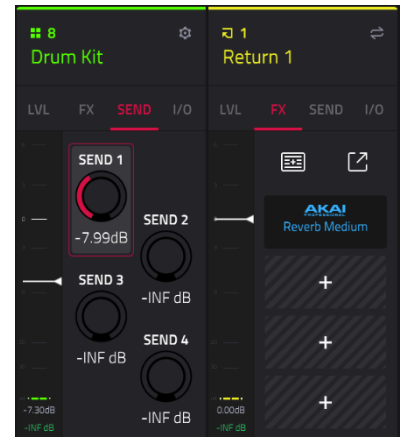 8
Drum Kit
LVL FX SEND I/O
SEND 1
-7.99dB
SEND 2
-INF dB
SEND 3
-INF dB
SEND 4
-INF dB
-7.30dB
-INF dB
1
Return 1
LVL FX SEND I/O
AKAI
PROFESSIONAL
Reverb Medium
+
+
+
0.00dB
-INF dB